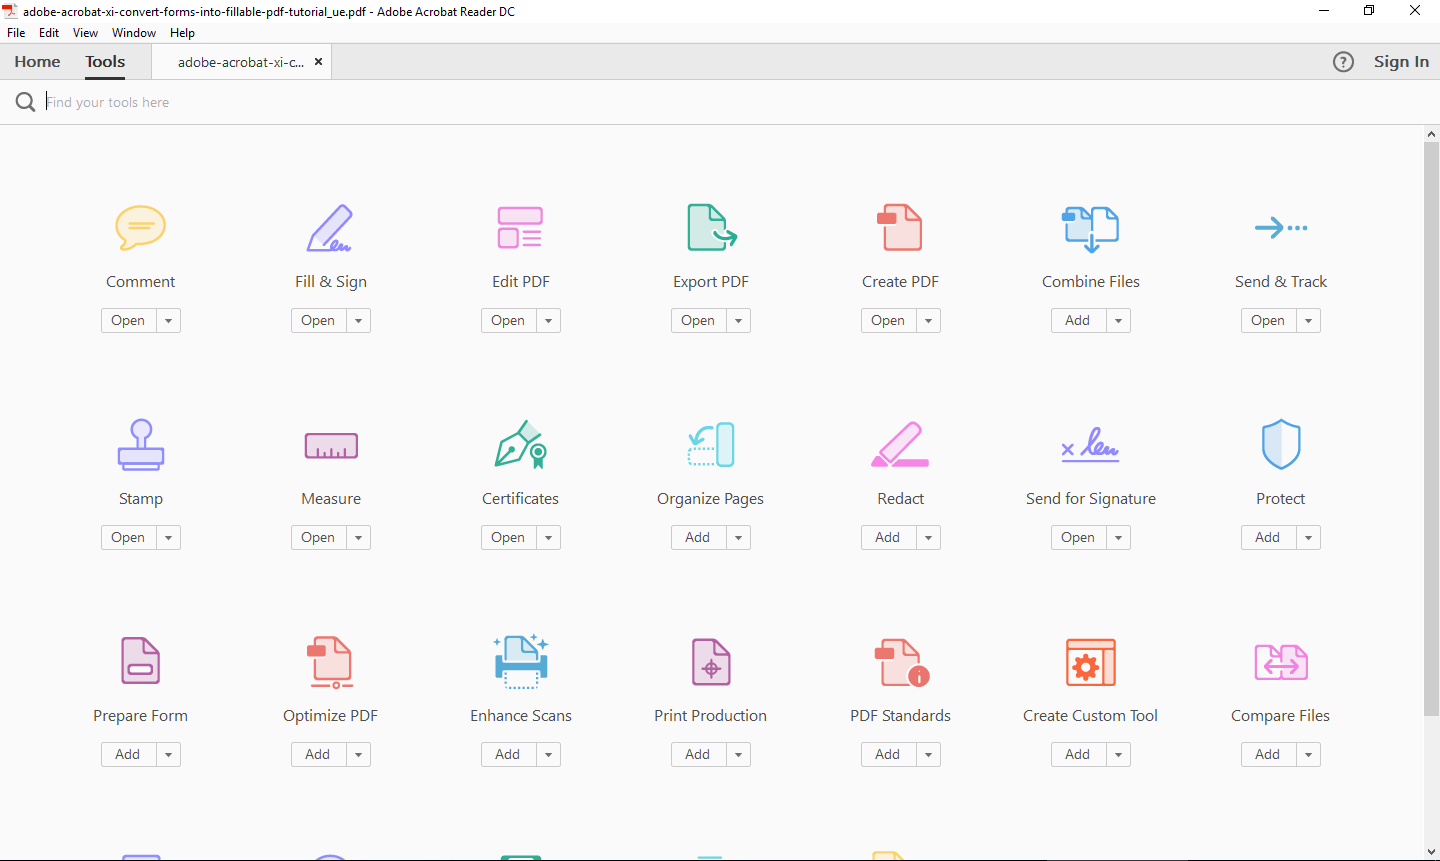 adobe-acrobat-xi-convert-forms-into-fillable-pdf-tutorial_ue.pdf - Adobe Acrobat Reader DC
File Edit View Window Help
Home Tools adobe-acrobat-xi-c... × ? Sign In
Find your tools here
Comment Fill & Sign Edit PDF Export PDF Create PDF Combine Files Send & Track
Open Open Open Open Open Add Open
Stamp Measure Certificates Organize Pages Redact Send for Signature Protect
Open Open Open Add Add Open Add
Prepare Form Optimize PDF Enhance Scans Print Production PDF Standards Create Custom Tool Compare Files
Add Add Add Add Add Add Add